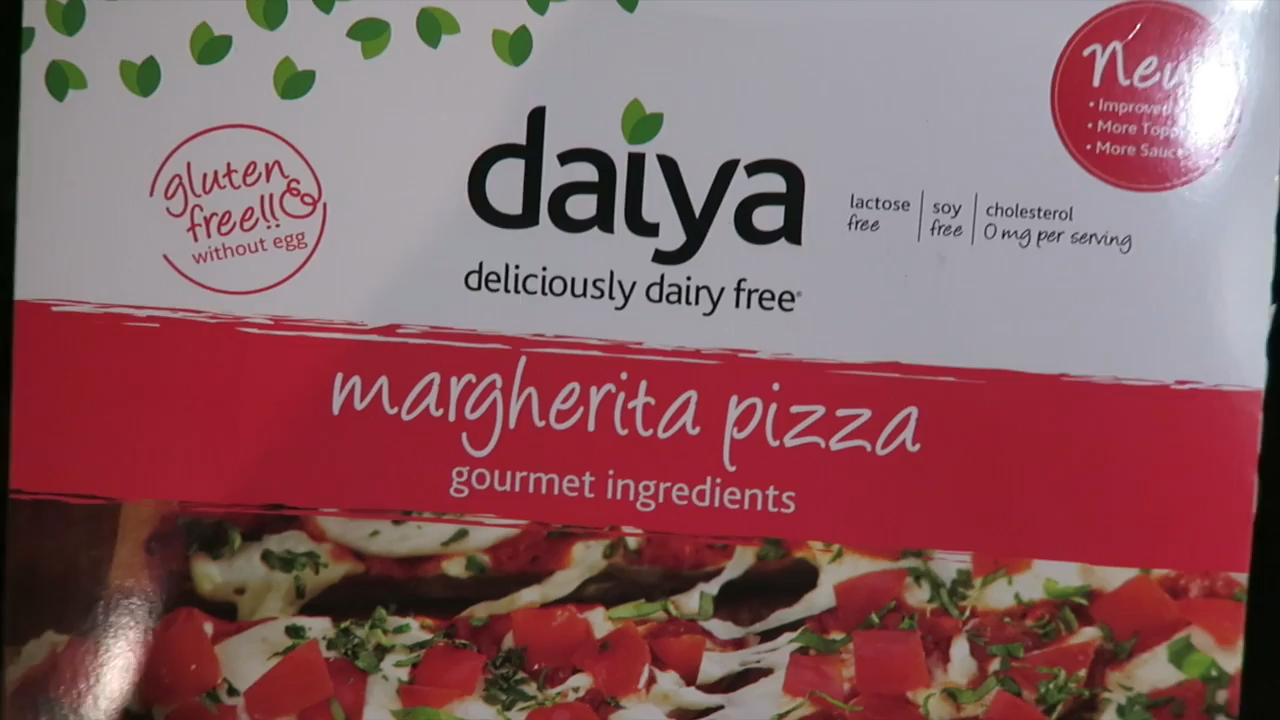 New
• Improved
• More
• More Sauce
daiya
deliciously dairy free
gluten
free!! &
without egg
lactose free
soy free
cholesterol 0 mg per serving
margherita pizza
gourmet ingredients